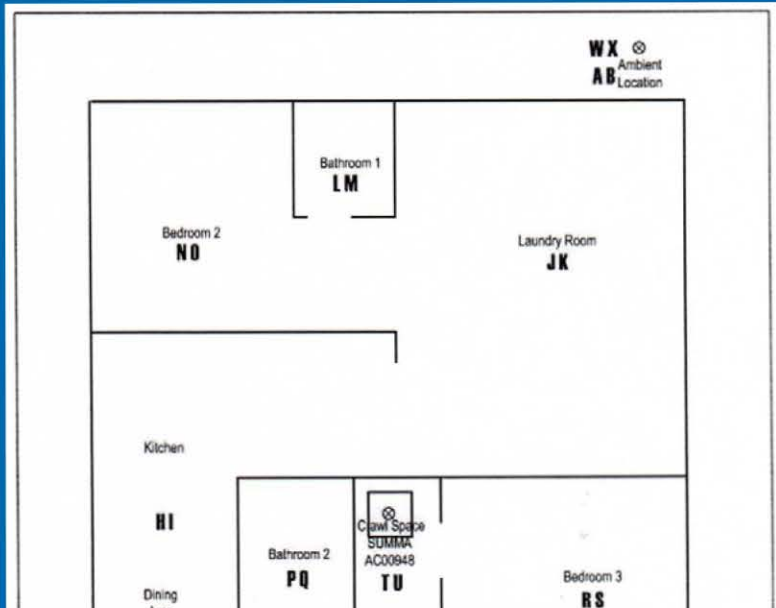 WX
Ambient
AB Location
Bathroom 1
LM
Bedroom 2
NO
Laundry Room
JK
Kitchen
HI
Crawl Space
SUMMA
AC00948
TU
Bathroom 2
PQ
Bedroom 3
RS
Dining